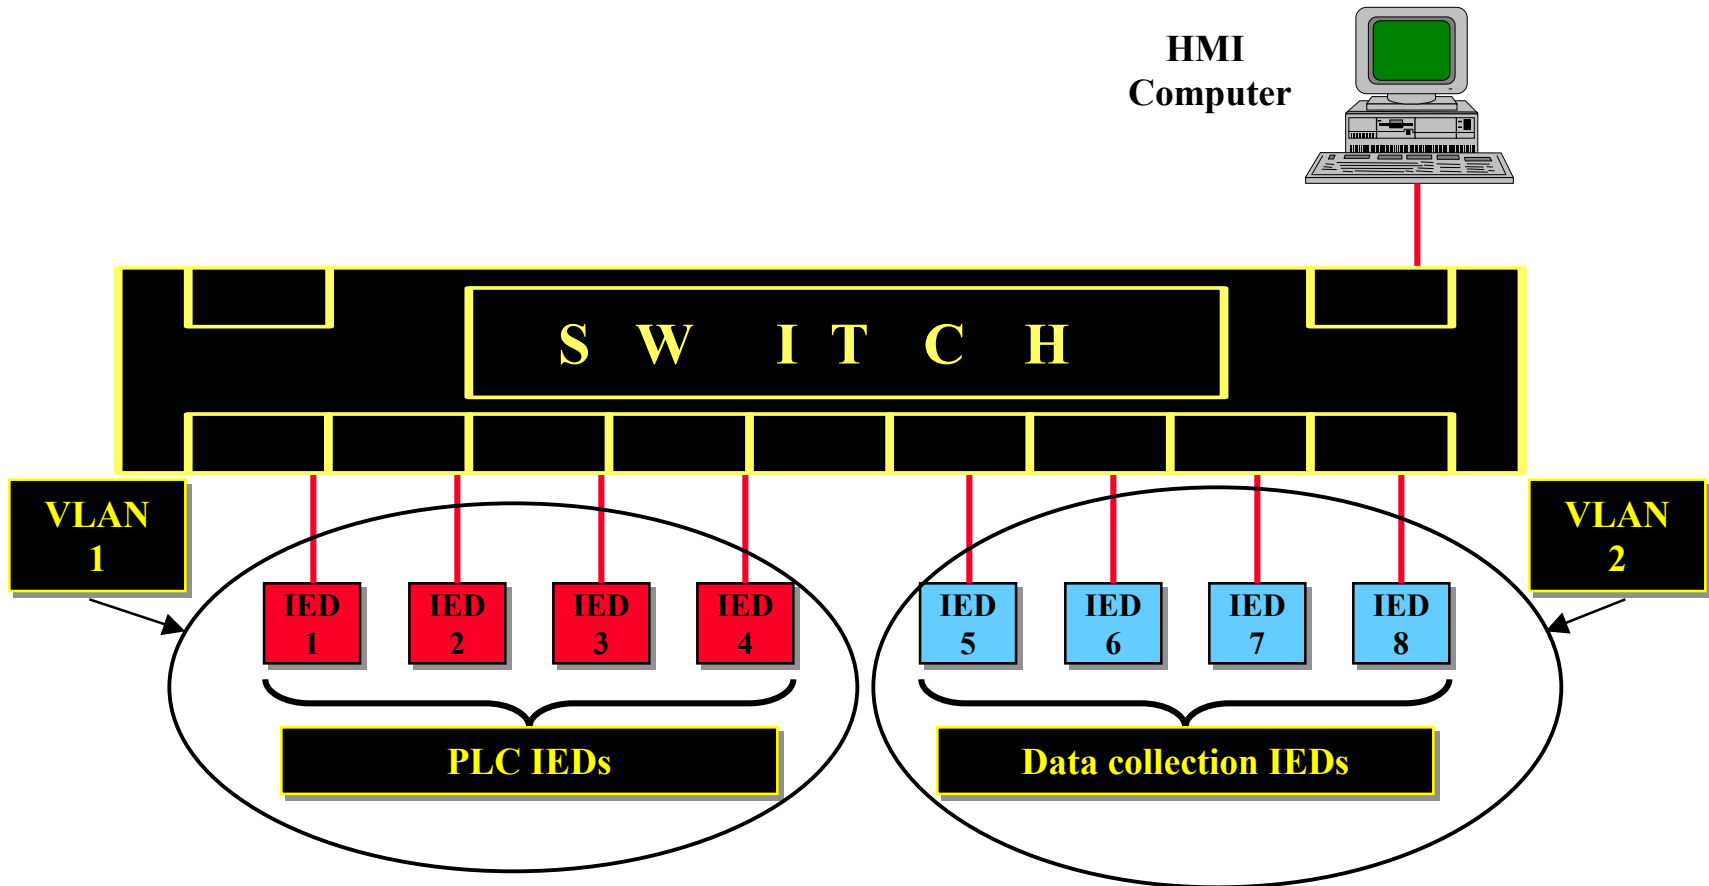 HMI
Computer
S W I T C H
VLAN
1
VLAN
2
IED
1
IED
2
IED
3
IED
4
IED
5
IED
6
IED
7
IED
8
PLC IEDs
Data collection IEDs